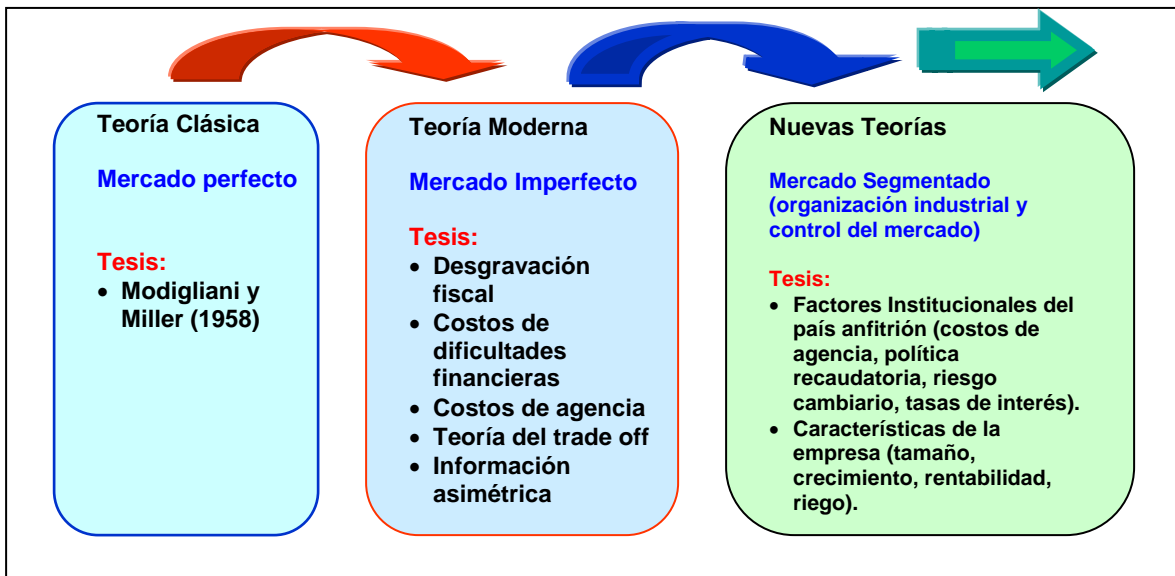 Teoría Clásica
Mercado perfecto
Tesis:
• Modigliani y
Miller (1958)
Teoría Moderna
Mercado Imperfecto
Tesis:
• Desgravación
fiscal
• Costos de
dificultades
financieras
• Costos de agencia
• Teoría del trade off
• Información
asimétrica
Nuevas Teorías
Mercado Segmentado
(organización industrial y
control del mercado)
Tesis:
• Factores Institucionales del
país anfitrión (costos de
agencia, política
recaudatoria, riesgo
cambiario, tasas de interés).
• Características de la
empresa (tamaño,
crecimiento, rentabilidad,
riego).